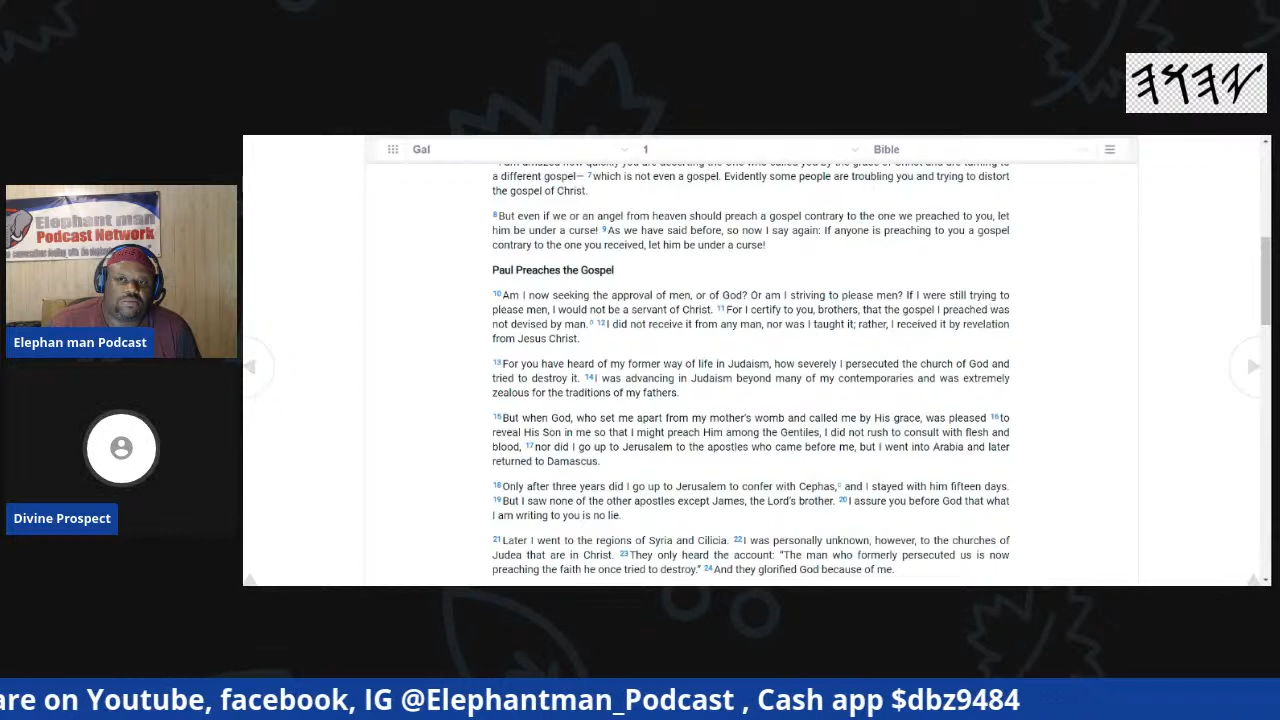 𐤉𐤄𐤅𐤄
Gal 1 Bible
a different gospel— 7 which is not even a gospel. Evidently some people are troubling you and trying to distort
the gospel of Christ.
8 But even if we or an angel from heaven should preach a gospel contrary to the one we preached to you, let
him be under a curse! 9 As we have said before, so now I say again: If anyone is preaching to you a gospel
contrary to the one you received, let him be under a curse!
Paul Preaches the Gospel
10 Am I now seeking the approval of men, or of God? Or am I striving to please men? If I were still trying to
please men, I would not be a servant of Christ. 11 For I certify to you, brothers, that the gospel I preached was
not devised by man. 12 I did not receive it from any man, nor was I taught it; rather, I received it by revelation
from Jesus Christ.
13 For you have heard of my former way of life in Judaism, how severely I persecuted the church of God and
tried to destroy it. 14 I was advancing in Judaism beyond many of my contemporaries and was extremely
zealous for the traditions of my fathers.
15 But when God, who set me apart from my mother's womb and called me by His grace, was pleased 16 to
reveal His Son in me so that I might preach Him among the Gentiles, I did not rush to consult with flesh and
blood, 17 nor did I go up to Jerusalem to the apostles who came before me, but I went into Arabia and later
returned to Damascus.
18 Only after three years did I go up to Jerusalem to confer with Cephas,c and I stayed with him fifteen days.
19 But I saw none of the other apostles except James, the Lord's brother. 20 I assure you before God that what
I am writing to you is no lie.
21 Later I went to the regions of Syria and Cilicia. 22 I was personally unknown, however, to the churches of
Judea that are in Christ. 23 They only heard the account: "The man who formerly persecuted us is now
preaching the faith he once tried to destroy." 24 And they glorified God because of me.
Elephant man
Podcast Network
Elephan man Podcast
Divine Prospect
are on Youtube, facebook, IG @Elephantman_Podcast , Cash app $dbz9484